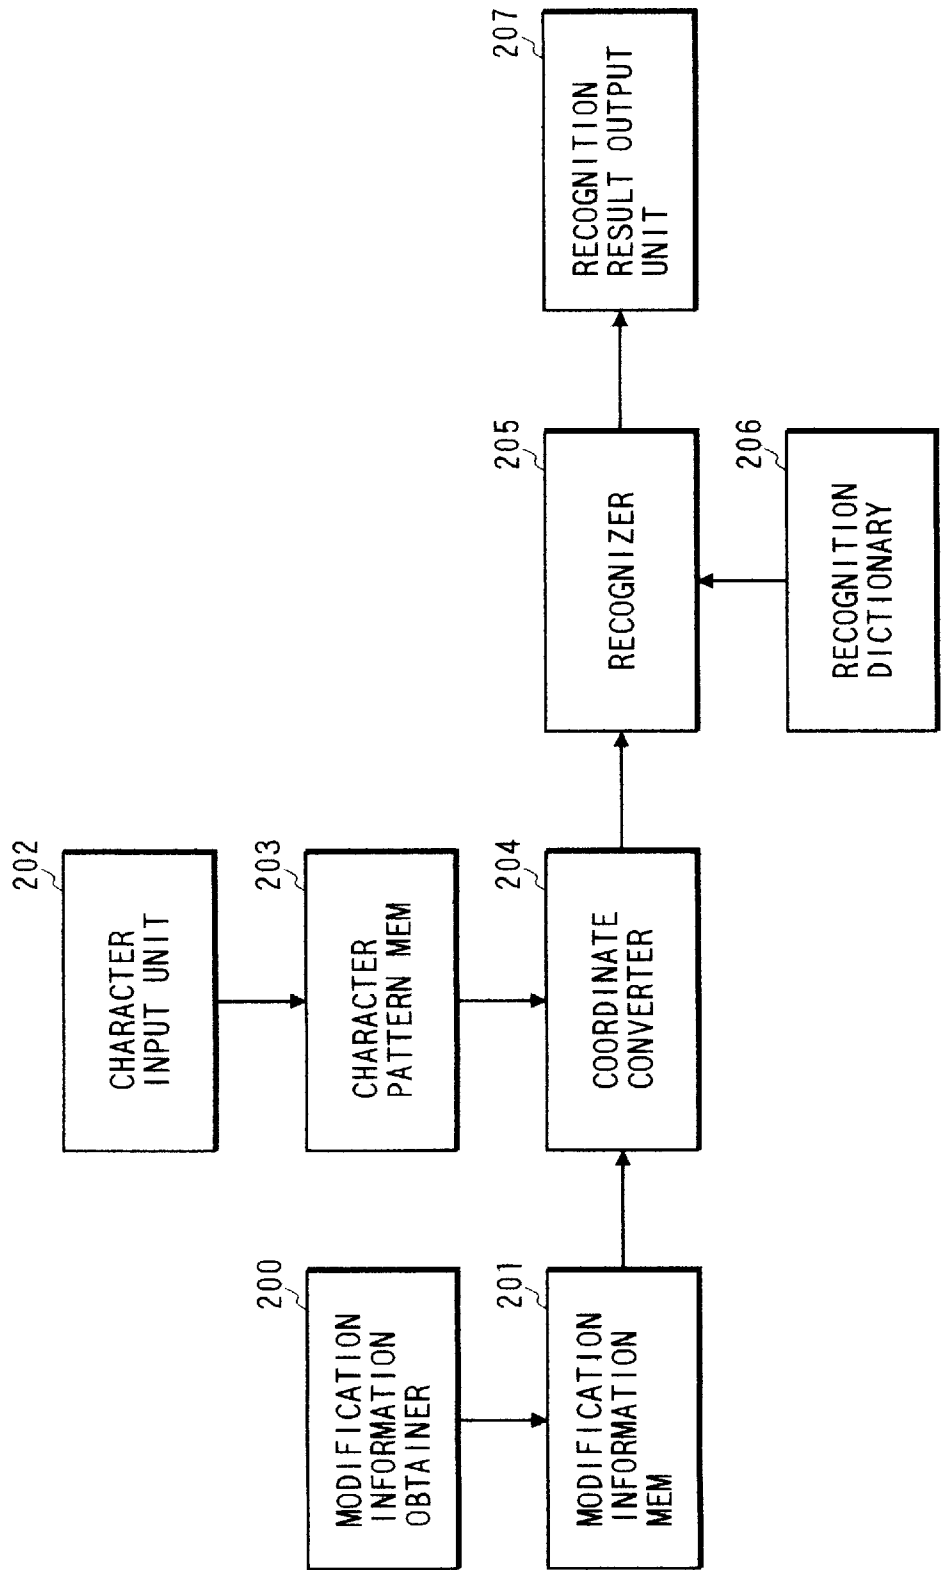 200
MODIFICATION
INFORMATION
OBTAINER
201
MODIFICATION
INFORMATION
MEM
202
CHARACTER
INPUT UNIT
203
CHARACTER
PATTERN MEM
204
COORDINATE
CONVERTER
205
RECOGNIZER
206
RECOGNITION
DICTIONARY
207
RECOGNITION
RESULT OUTPUT
UNIT